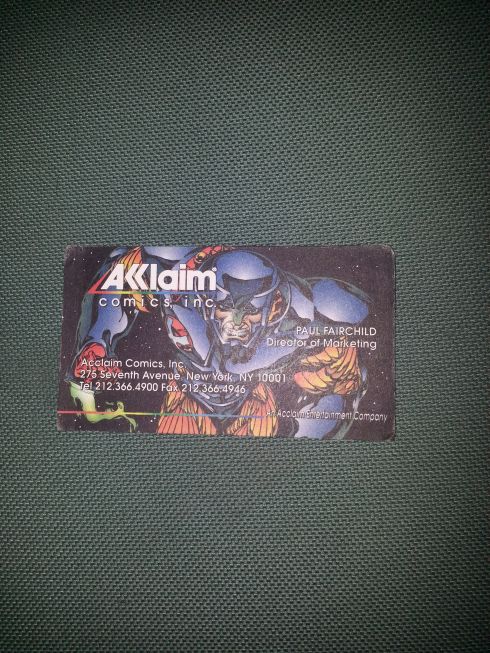 AKKlaim®
comics, inc.
PAUL FAIRCHILD
Director of Marketing
Acclaim Comics, Inc.
275 Seventh Avenue, New York, NY 10001
Tel 212.366.4900 Fax 212.366.4946
An Acclaim Entertainment Company